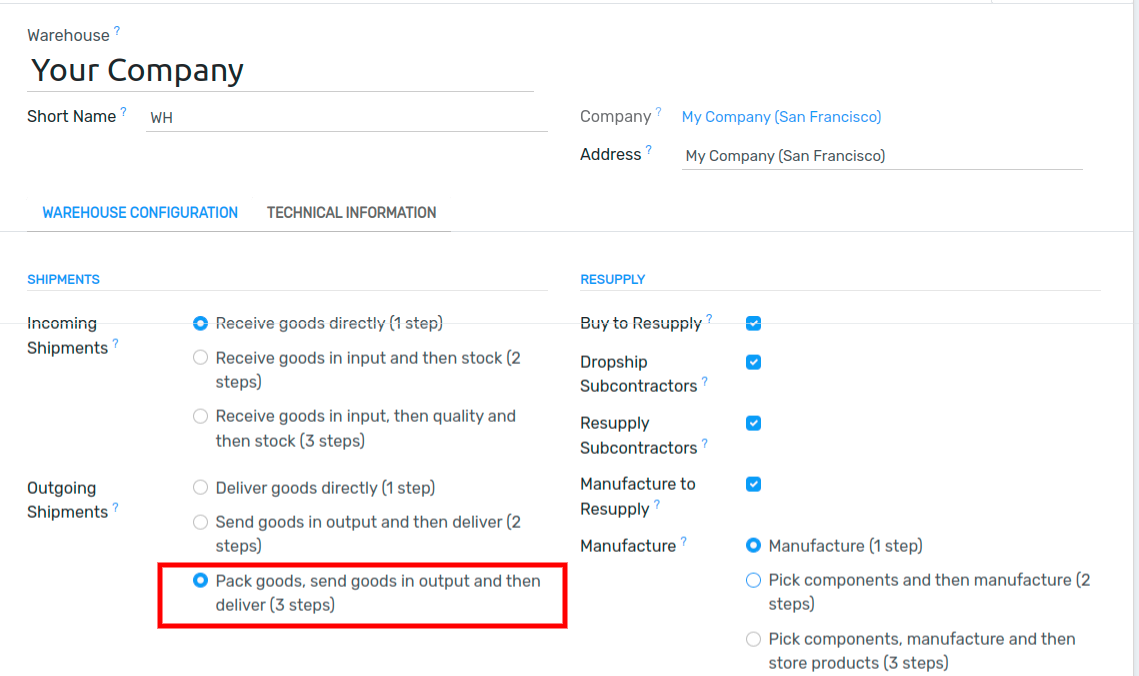 Warehouse ?
Your Company
Short Name ? WH
Company ? My Company (San Francisco)
Address ? My Company (San Francisco)
WAREHOUSE CONFIGURATION TECHNICAL INFORMATION
SHIPMENTS
Incoming
Shipments ?
Receive goods directly (1 step)
Receive goods in input and then stock (2
steps)
Receive goods in input, then quality and
then stock (3 steps)
Outgoing
Shipments ?
Deliver goods directly (1 step)
Send goods in output and then deliver (2
steps)
Pack goods, send goods in output and then
deliver (3 steps)
RESUPPLY
Buy to Resupply ?
Dropship
Subcontractors ?
Resupply
Subcontractors ?
Manufacture to
Resupply ?
Manufacture ?
Manufacture (1 step)
Pick components and then manufacture (2
steps)
Pick components, manufacture and then
store products (3 steps)